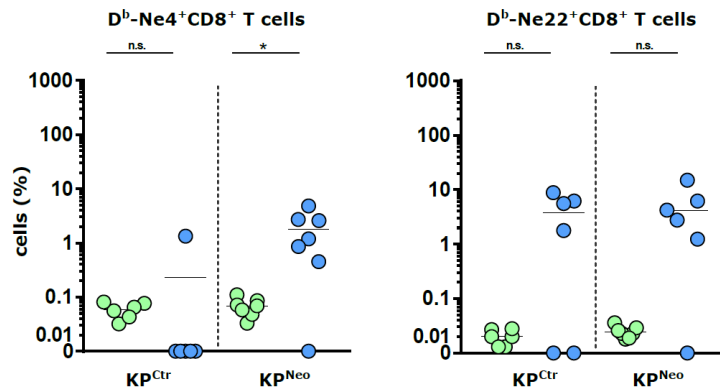 Dᵇ-Ne4⁺CD8⁺ T cells
n.s.
*
cells (%)
1000
100
10
1
0.1
0.01
0
KPᶜᵗʳ
KPᴺᵉᵒ
Dᵇ-Ne22⁺CD8⁺ T cells
n.s.
n.s.
1000
100
10
1
0.1
0.01
0
KPᶜᵗʳ
KPᴺᵉᵒ